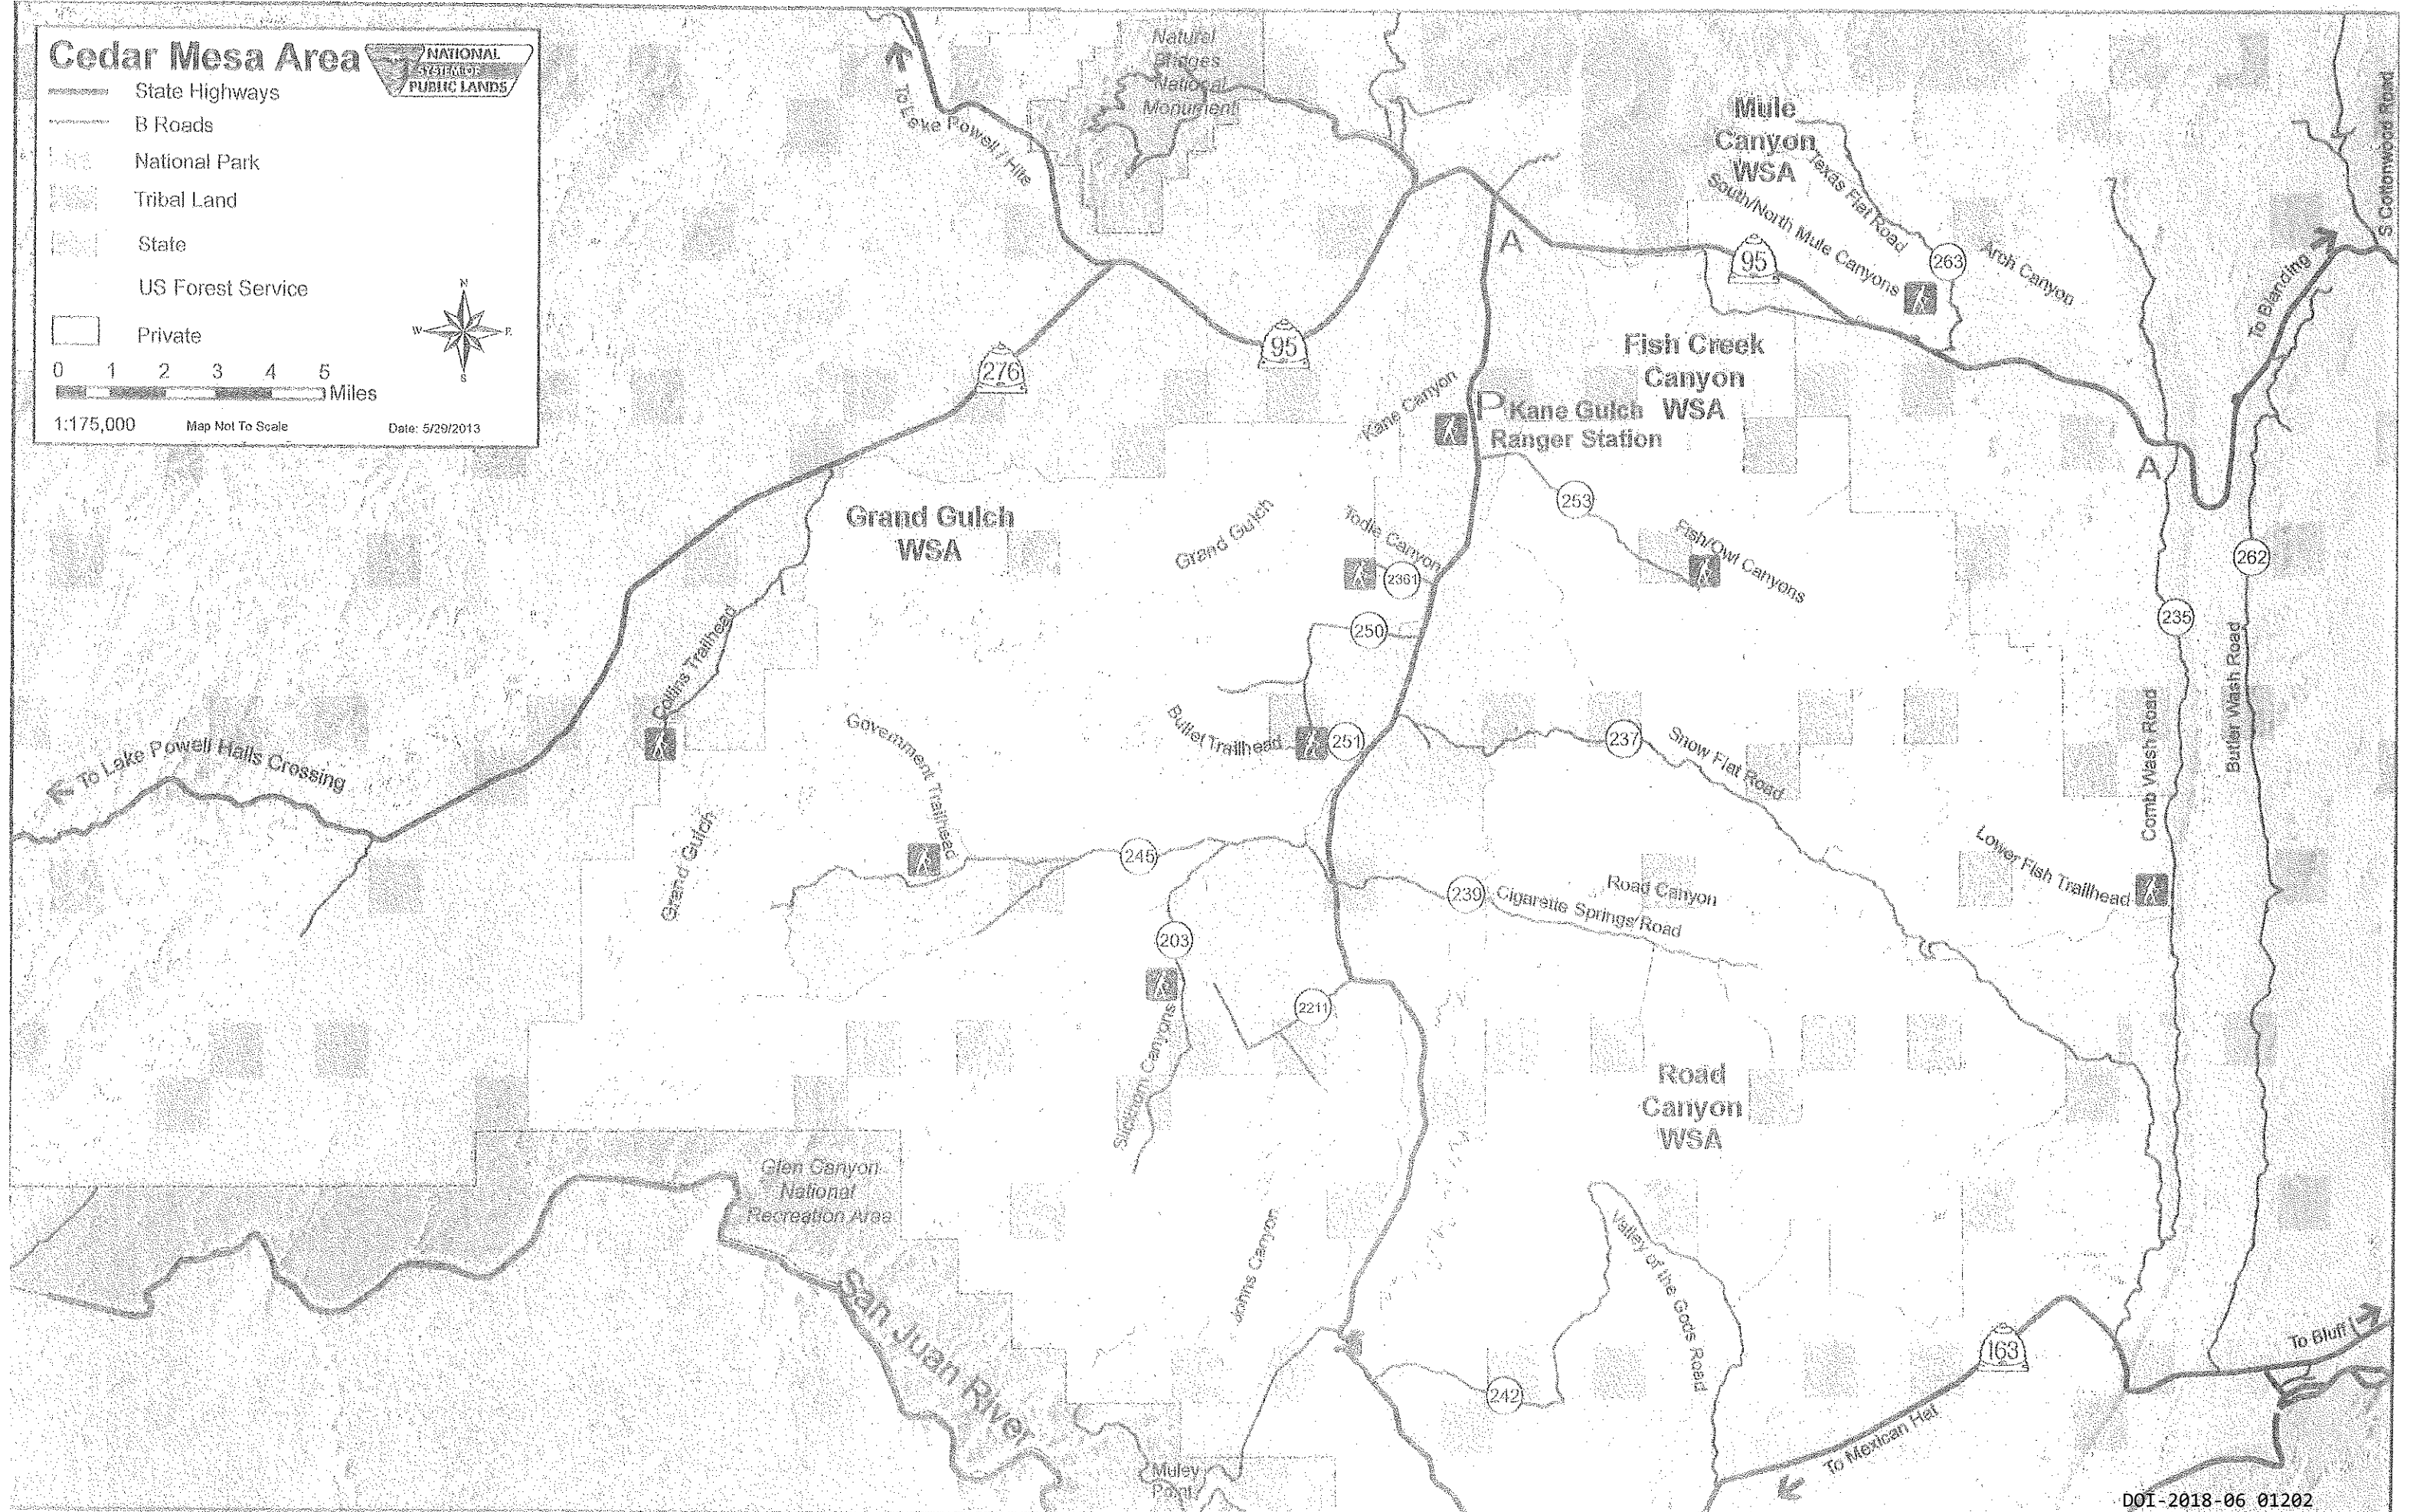 Cedar Mesa Area
NATIONAL
SYSTEM OF
PUBLIC LANDS
State Highways
B Roads
National Park
Tribal Land
State
US Forest Service
Private
N
W
E
S
0 1 2 3 4 5
Miles
1:175,000
Map Not To Scale
Date: 5/29/2013
To Lake Powell / Hite
Natural
Bridges
National
Monument
Mule
Canyon
WSA
Texas Flat Road
South/North Mule Canyons
263
Arch Canyon
S Cottonwood Road
To Blanding
A
95
95
276
Fish Creek
Canyon
WSA
Kane Canyon
P
Kane Gulch
Ranger Station
A
253
Fish/Owl Canyons
Grand Gulch
WSA
Grand Gulch
Todie Canyon
2361
250
262
235
Collins Trailhead
Government Trailhead
Bullet Trailhead
251
237
Snow Flat Road
Comb Wash Road
Butler Wash Road
To Lake Powell Halls Crossing
Grand Gulch
245
239
Cigarette Springs Road
Road Canyon
Lower Fish Trailhead
203
2211
Slickhorn Canyons
Road
Canyon
WSA
Glen Canyon
National
Recreation Area
San Juan River
Johns Canyon
Valley of the Gods Road
242
163
To Bluff
To Mexican Hat
Muley
Point
DOI-2018-06 01202